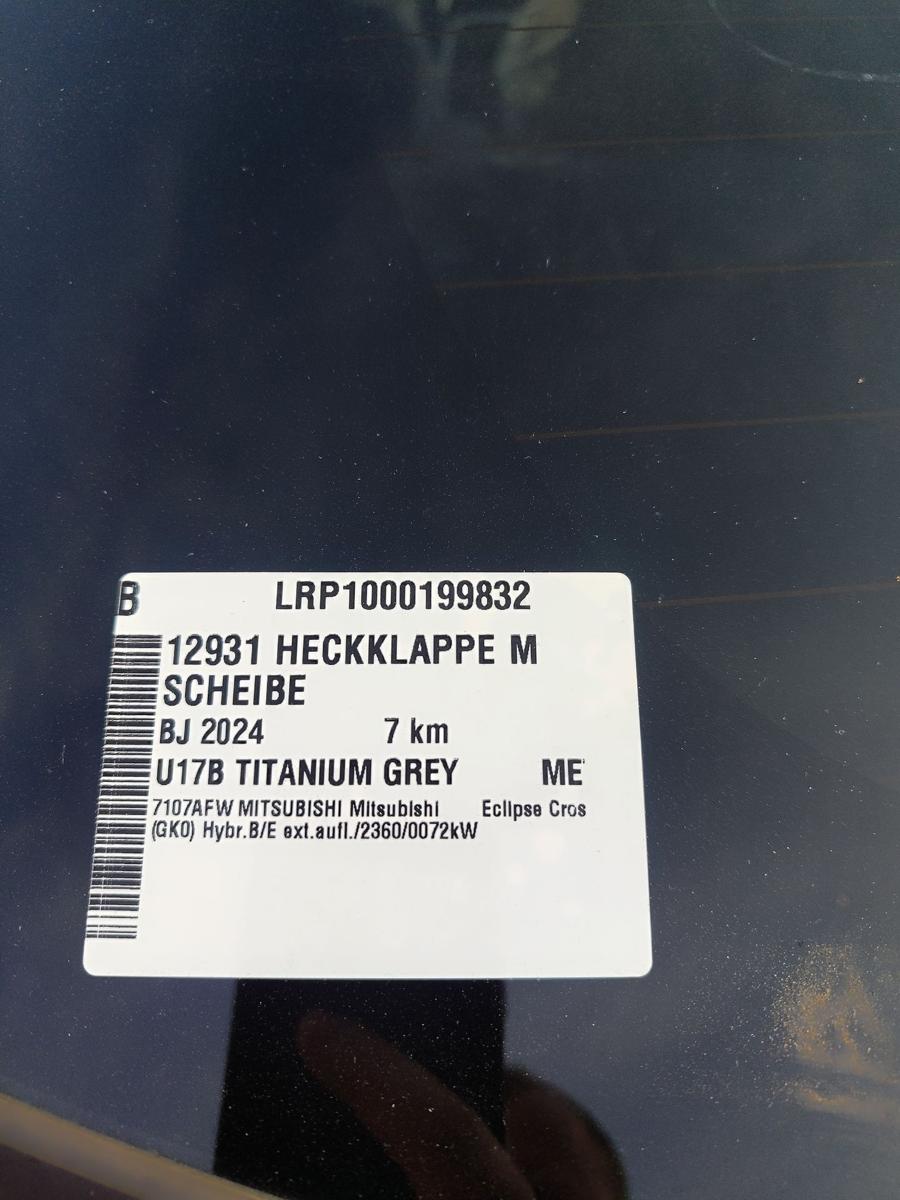 B LRP1000199832
12931 HECKKLAPPE M
SCHEIBE
BJ 2024 7 km
U17B TITANIUM GREY ME
7107AFW MITSUBISHI Mitsubishi Eclipse Cros
(GK0) Hybr.B/E ext.aufl./2360/0072kW